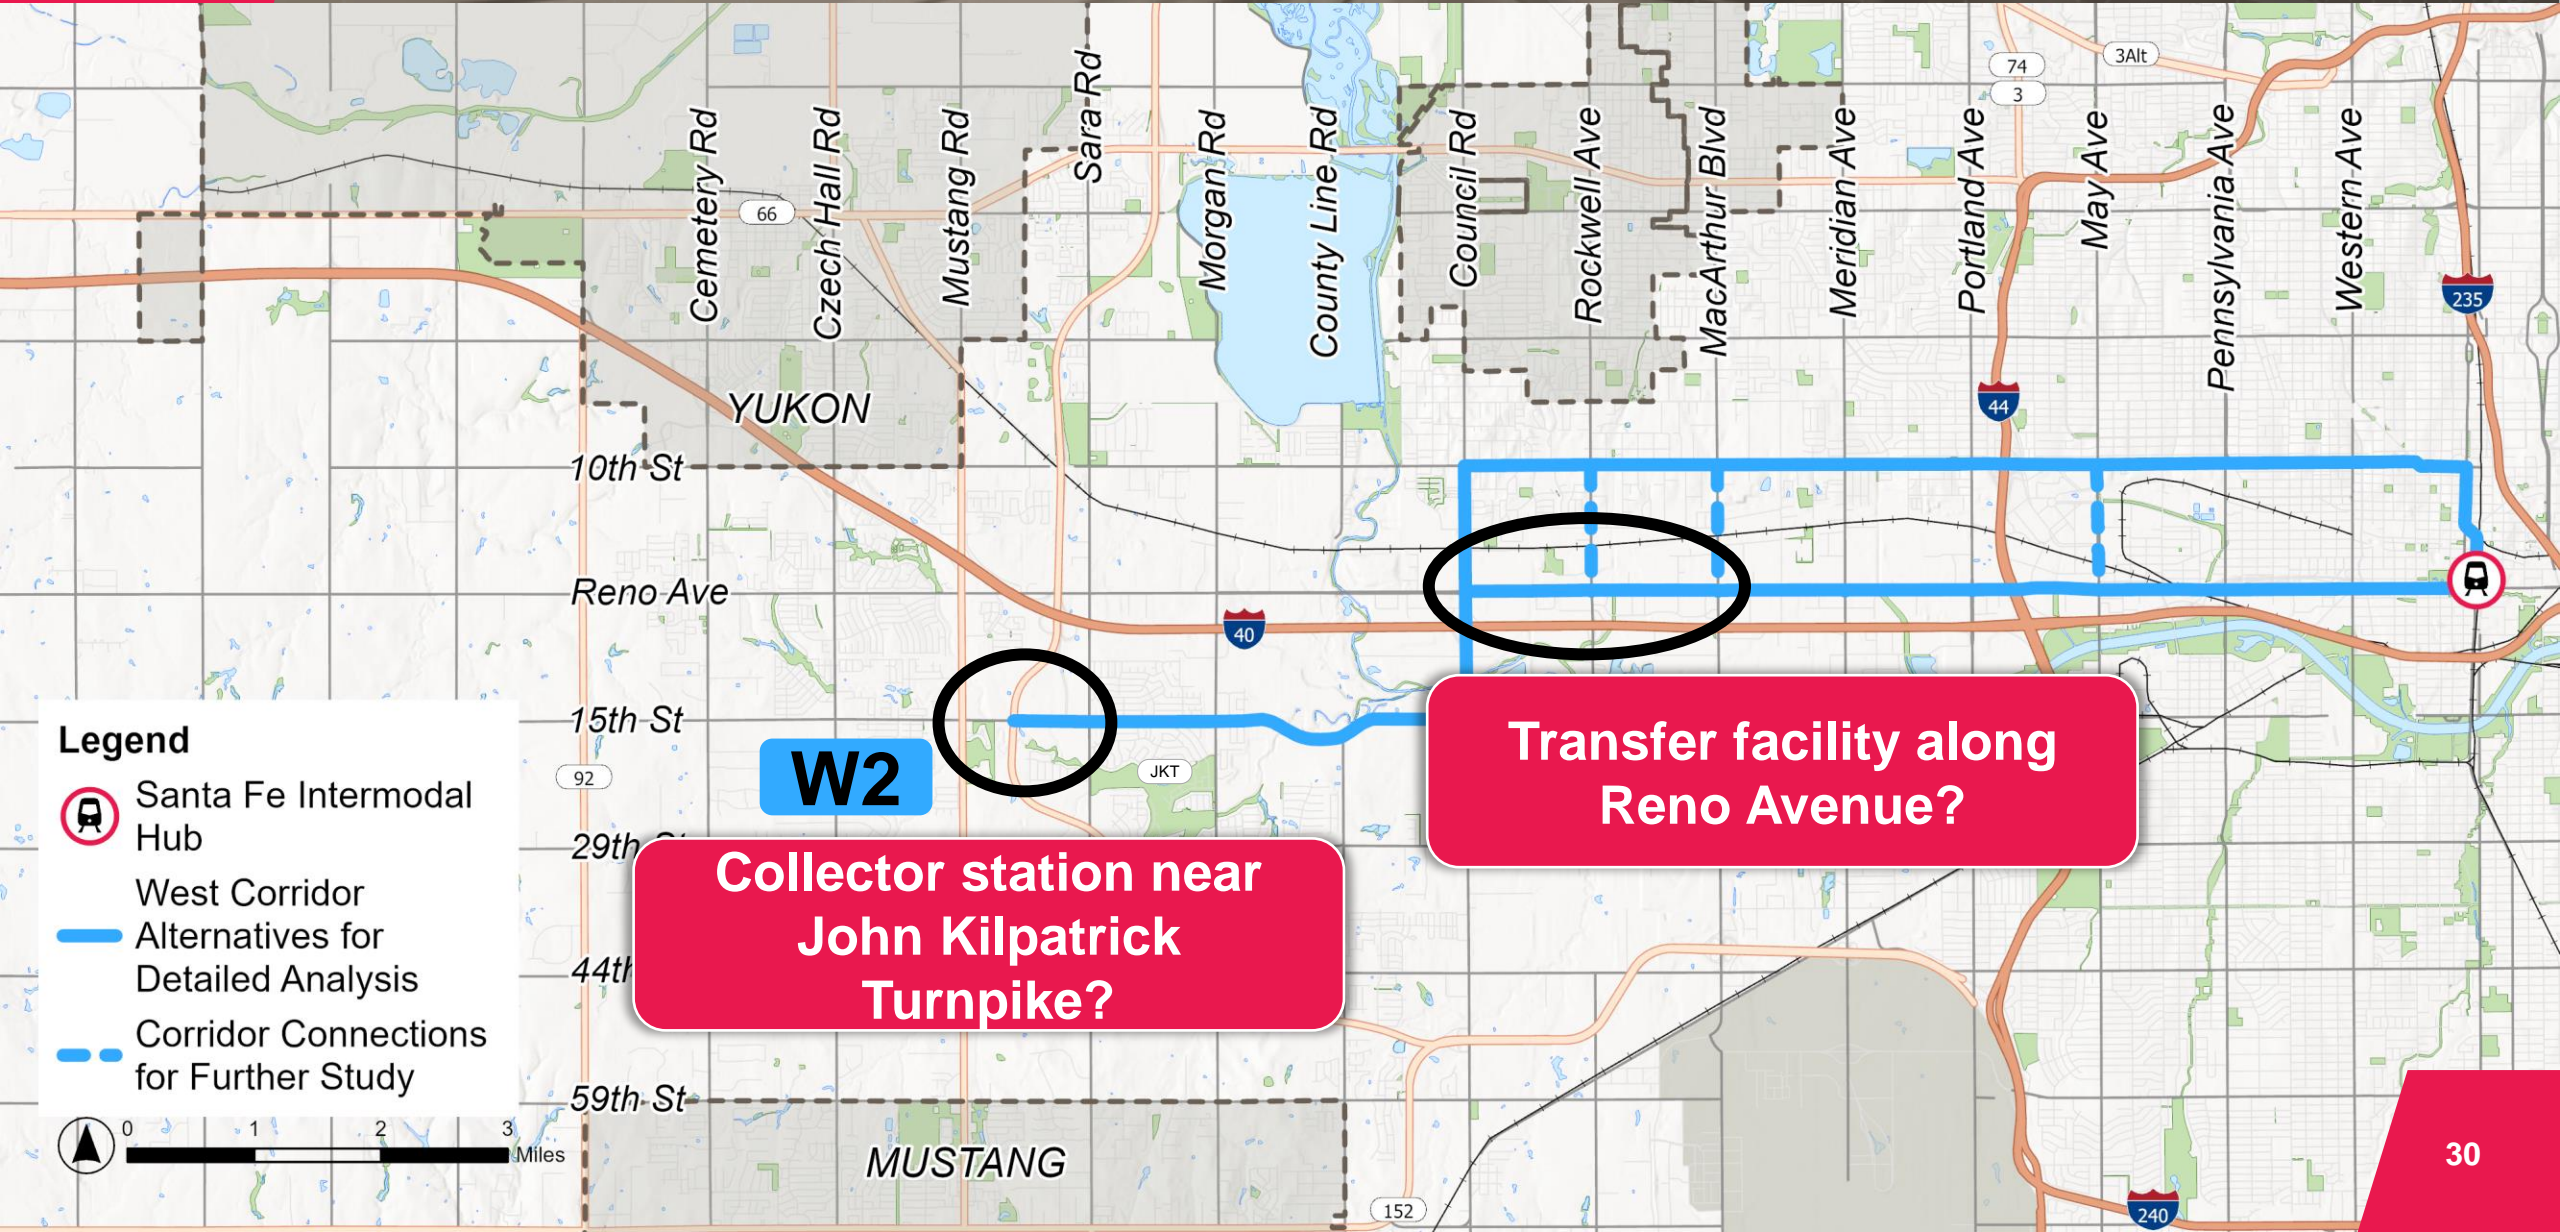 Cemetery Rd
Czech Hall Rd
Mustang Rd
Sara Rd
Morgan Rd
County Line Rd
Council Rd
Rockwell Ave
MacArthur Blvd
Meridian Ave
Portland Ave
May Ave
Pennsylvania Ave
Western Ave
74
3
3Alt
66
235
44
YUKON
10th St
Reno Ave
40
15th St
92
JKT
W2
29th St
44th
59th St
MUSTANG
152
240
Transfer facility along
Reno Avenue?
Collector station near
John Kilpatrick
Turnpike?
Legend
Santa Fe Intermodal
Hub
West Corridor
Alternatives for
Detailed Analysis
Corridor Connections
for Further Study
0 1 2 3
Miles
30